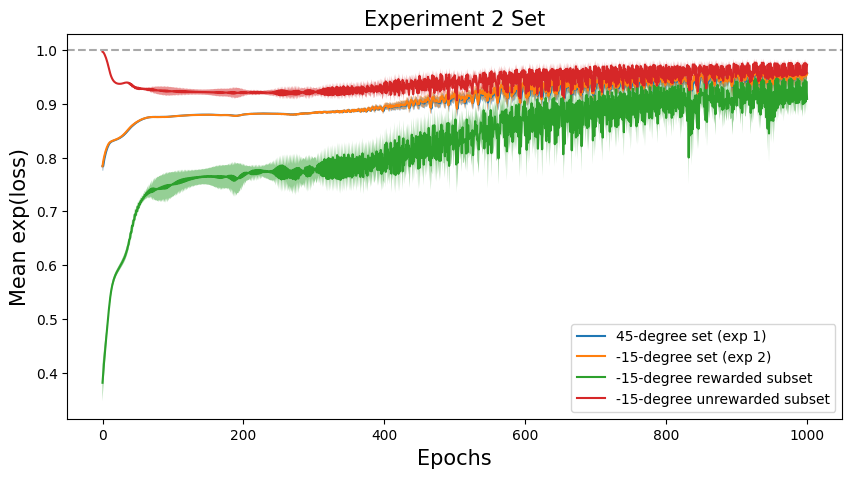 Experiment 2 Set
Mean exp(loss)
1.0
0.9
0.8
0.7
0.6
0.5
0.4
0
200
400
600
800
1000
Epochs
45-degree set (exp 1)
-15-degree set (exp 2)
-15-degree rewarded subset
-15-degree unrewarded subset